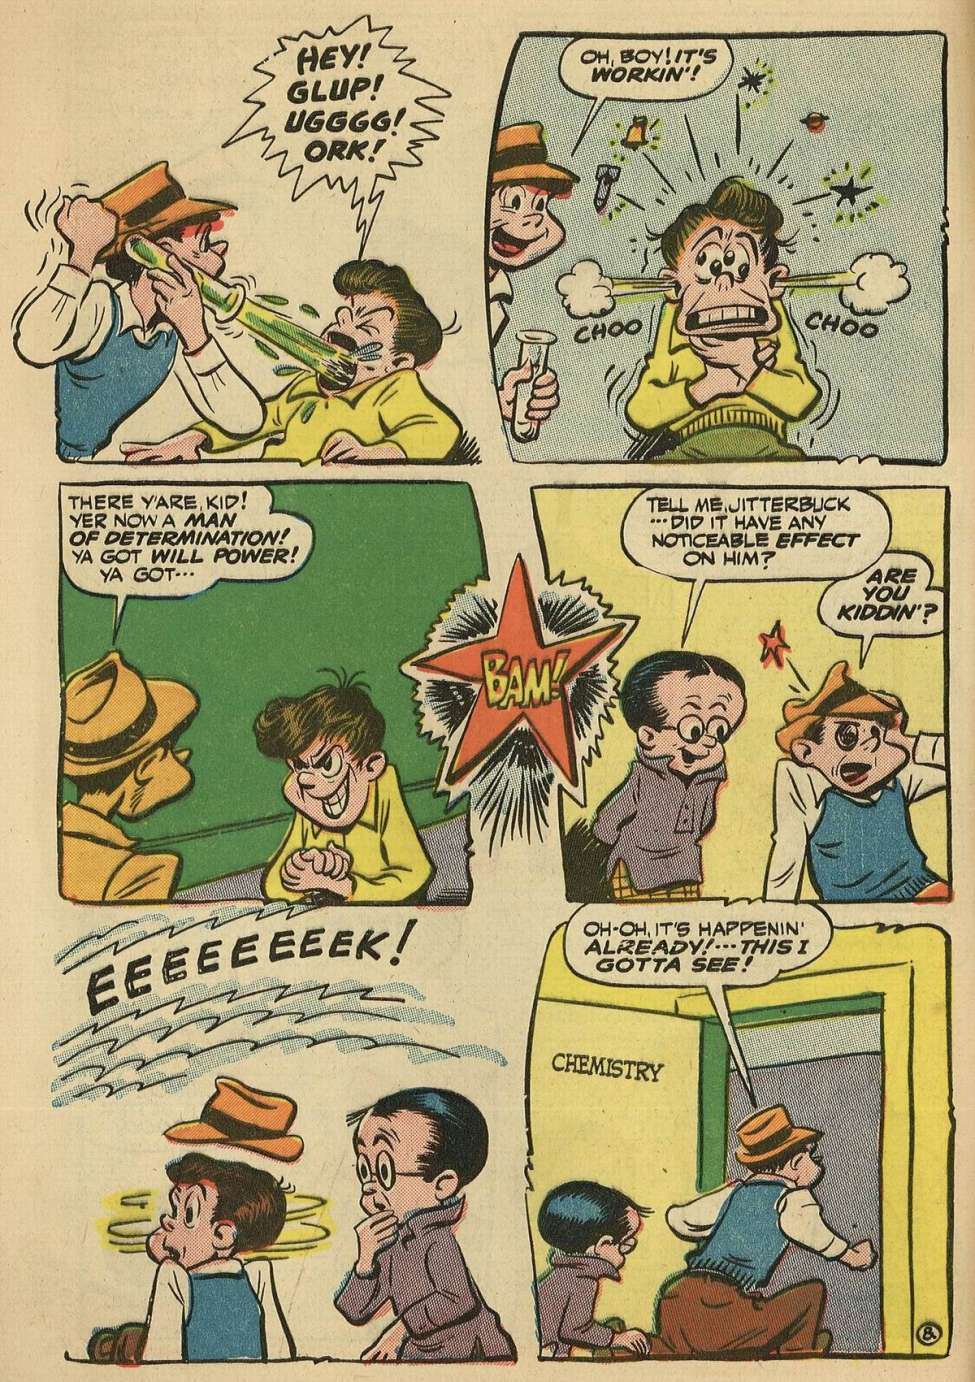 HEY!
GLUP!
UGGGG!
ORK!
OH, BOY! IT'S
WORKIN'!
CHOO
CHOO
THERE Y'ARE, KID!
YER NOW A MAN
OF DETERMINATION!
YA GOT WILL POWER!
YA GOT...
BAM!
TELL ME, JITTERBUCK
...DID IT HAVE ANY
NOTICEABLE EFFECT
ON HIM?
ARE
YOU
KIDDIN'?
EEEEEEEEK!
OH-OH, IT'S HAPPENIN'
ALREADY!... THIS I
GOTTA SEE!
CHEMISTRY
8